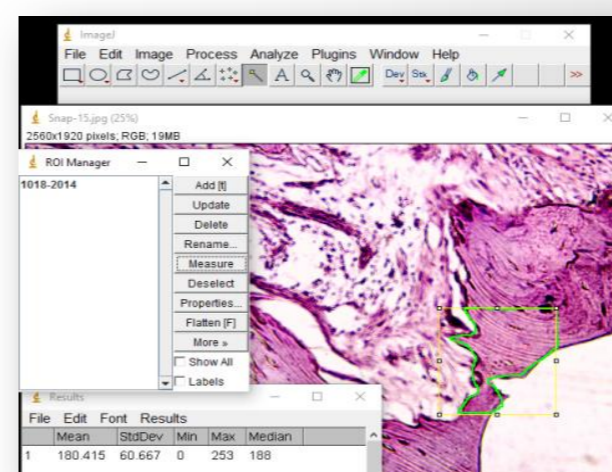 ImageJ
File Edit Image Process Analyze Plugins Window Help
A Dev Stk >>
Snap-15.jpg (25%)
2560x1920 pixels; RGB; 19MB
ROI Manager
1018-2014
Add [t]
Update
Delete
Rename...
Measure
Deselect
Properties...
Flatten [F]
More »
Show All
Labels
Results
File Edit Font Results
Mean StdDev Min Max Median
1 180.415 60.667 0 253 188